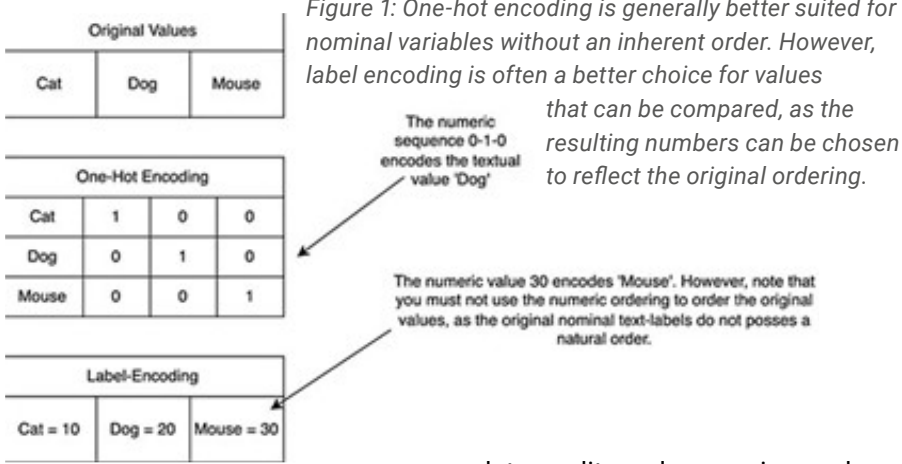 Figure 1: One-hot encoding is generally better suited for
nominal variables without an inherent order. However,
label encoding is often a better choice for values
that can be compared, as the
resulting numbers can be chosen
to reflect the original ordering.
Original Values
Cat Dog Mouse
The numeric
sequence 0-1-0
encodes the textual
value 'Dog'
One-Hot Encoding
Cat 1 0 0
Dog 0 1 0
Mouse 0 0 1
The numeric value 30 encodes 'Mouse'. However, note that
you must not use the numeric ordering to order the original
values, as the original nominal text-labels do not posses a
natural order.
Label-Encoding
Cat = 10 Dog = 20 Mouse = 30